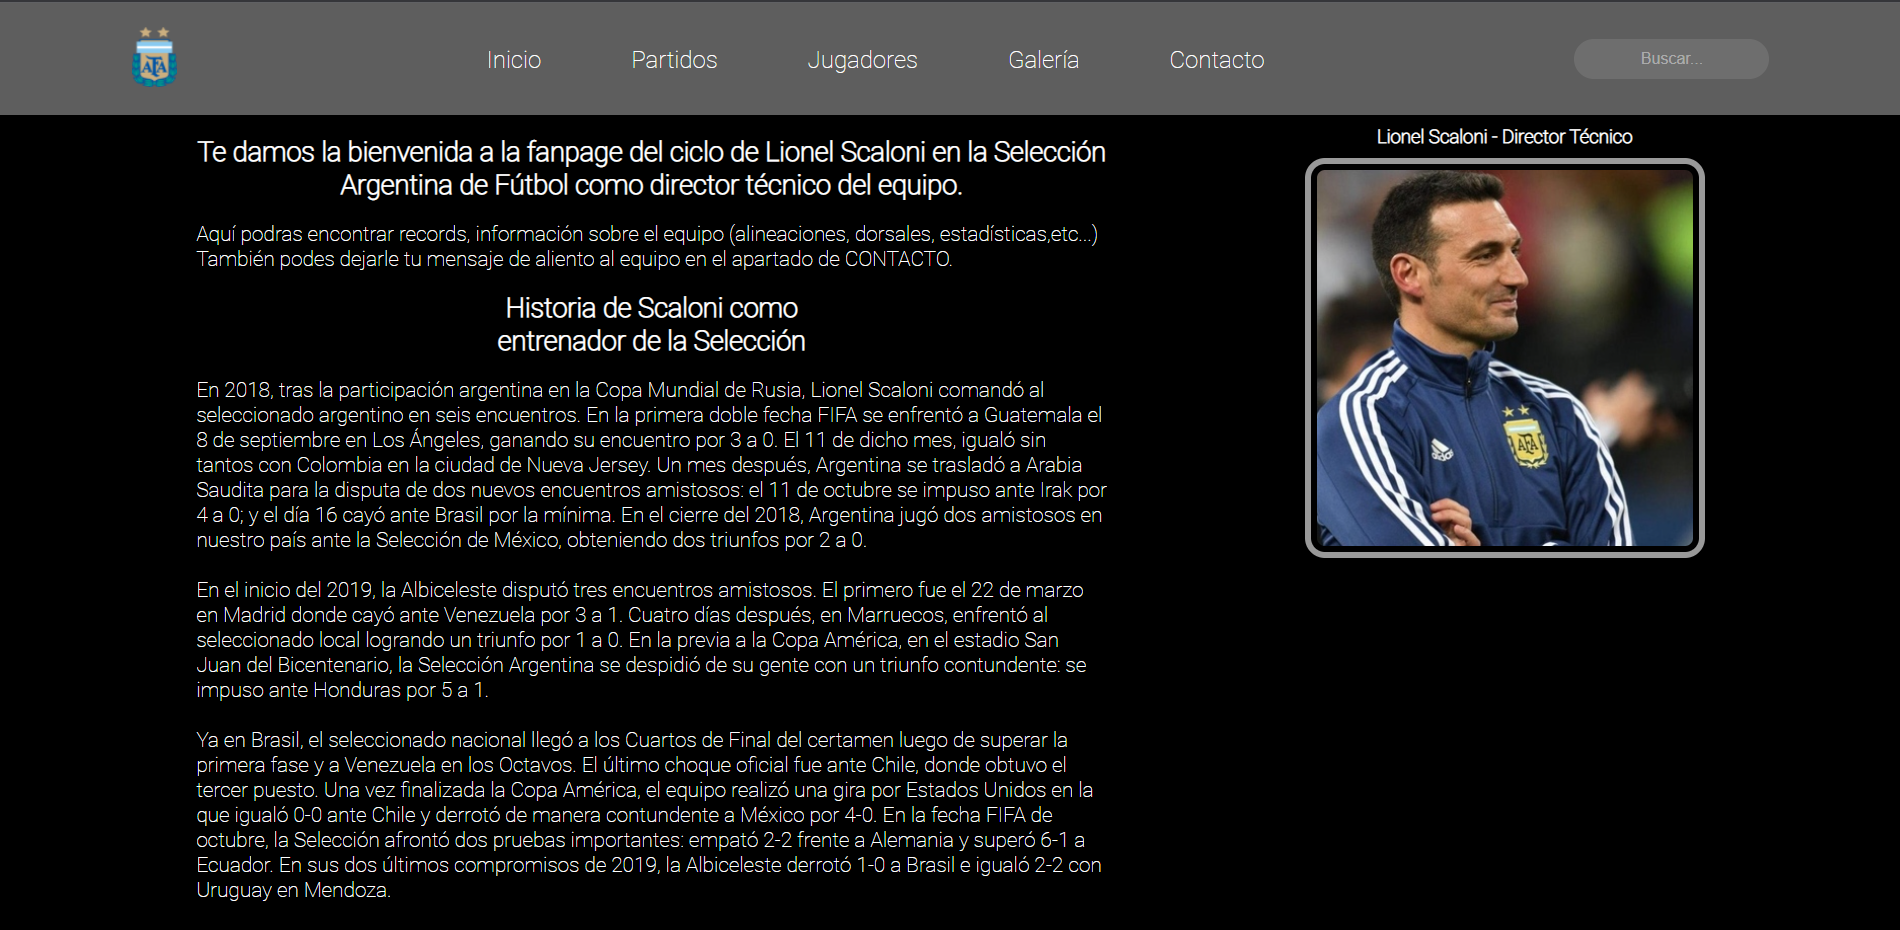 AFA
Inicio
Partidos
Jugadores
Galería
Contacto
Buscar...
Te damos la bienvenida a la fanpage del ciclo de Lionel Scaloni en la Selección
Argentina de Fútbol como director técnico del equipo.
Aquí podras encontrar records, información sobre el equipo (alineaciones, dorsales, estadísticas,etc...)
También podes dejarle tu mensaje de aliento al equipo en el apartado de CONTACTO.
Historia de Scaloni como
entrenador de la Selección
En 2018, tras la participación argentina en la Copa Mundial de Rusia, Lionel Scaloni comandó al
seleccionado argentino en seis encuentros. En la primera doble fecha FIFA se enfrentó a Guatemala el
8 de septiembre en Los Ángeles, ganando su encuentro por 3 a 0. El 11 de dicho mes, igualó sin
tantos con Colombia en la ciudad de Nueva Jersey. Un mes después, Argentina se trasladó a Arabia
Saudita para la disputa de dos nuevos encuentros amistosos: el 11 de octubre se impuso ante Irak por
4 a 0; y el día 16 cayó ante Brasil por la mínima. En el cierre del 2018, Argentina jugó dos amistosos en
nuestro país ante la Selección de México, obteniendo dos triunfos por 2 a 0.
En el inicio del 2019, la Albiceleste disputó tres encuentros amistosos. El primero fue el 22 de marzo
en Madrid donde cayó ante Venezuela por 3 a 1. Cuatro días después, en Marruecos, enfrentó al
seleccionado local logrando un triunfo por 1 a 0. En la previa a la Copa América, en el estadio San
Juan del Bicentenario, la Selección Argentina se despidió de su gente con un triunfo contundente: se
impuso ante Honduras por 5 a 1.
Ya en Brasil, el seleccionado nacional llegó a los Cuartos de Final del certamen luego de superar la
primera fase y a Venezuela en los Octavos. El último choque oficial fue ante Chile, donde obtuvo el
tercer puesto. Una vez finalizada la Copa América, el equipo realizó una gira por Estados Unidos en la
que igualó 0-0 ante Chile y derrotó de manera contundente a México por 4-0. En la fecha FIFA de
octubre, la Selección afrontó dos pruebas importantes: empató 2-2 frente a Alemania y superó 6-1 a
Ecuador. En sus dos últimos compromisos de 2019, la Albiceleste derrotó 1-0 a Brasil e igualó 2-2 con
Uruguay en Mendoza.
Lionel Scaloni - Director Técnico
adidas
AFA